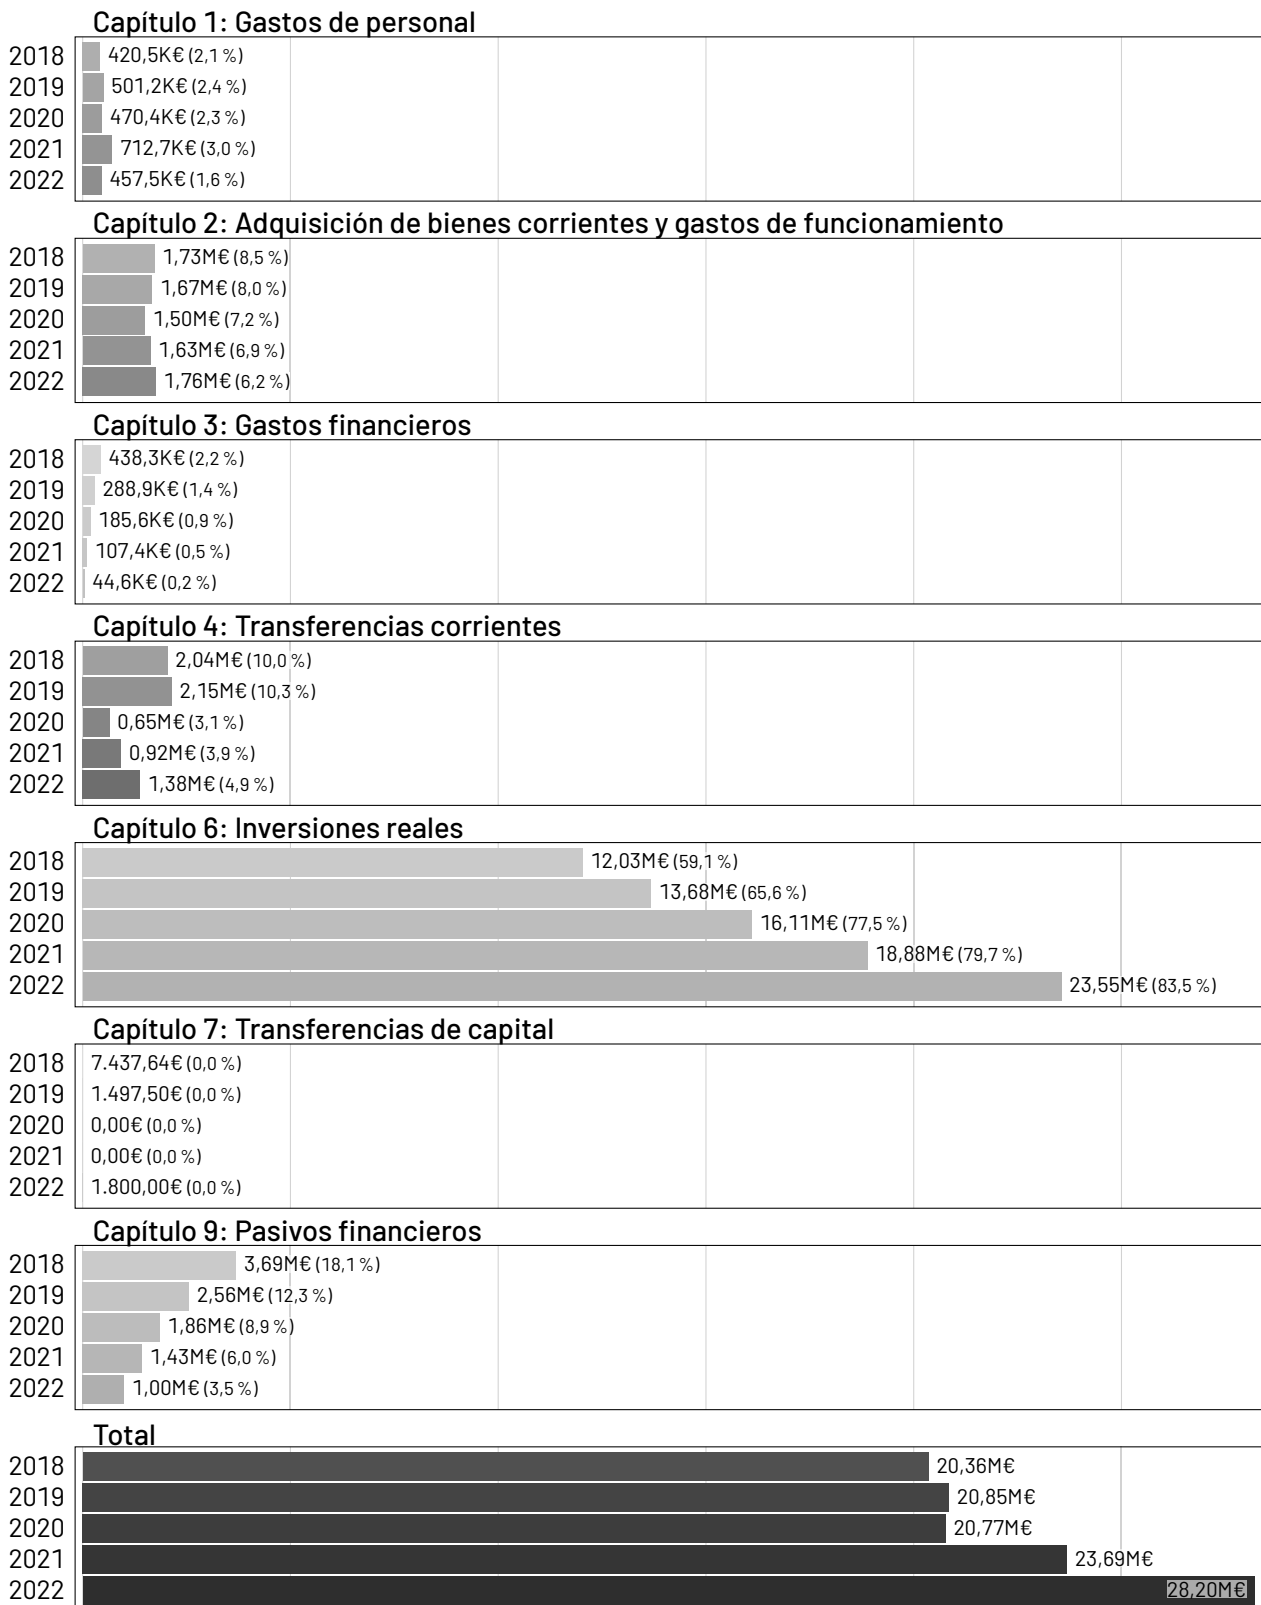 Capítulo 1: Gastos de personal
2018 420,5K€ (2,1 %)
2019 501,2K€ (2,4 %)
2020 470,4K€ (2,3 %)
2021 712,7K€ (3,0 %)
2022 457,5K€ (1,6 %)
Capítulo 2: Adquisición de bienes corrientes y gastos de funcionamiento
2018 1,73M€ (8,5 %)
2019 1,67M€ (8,0 %)
2020 1,50M€ (7,2 %)
2021 1,63M€ (6,9 %)
2022 1,76M€ (6,2 %)
Capítulo 3: Gastos financieros
2018 438,3K€ (2,2 %)
2019 288,9K€ (1,4 %)
2020 185,6K€ (0,9 %)
2021 107,4K€ (0,5 %)
2022 44,6K€ (0,2 %)
Capítulo 4: Transferencias corrientes
2018 2,04M€ (10,0 %)
2019 2,15M€ (10,3 %)
2020 0,65M€ (3,1 %)
2021 0,92M€ (3,9 %)
2022 1,38M€ (4,9 %)
Capítulo 6: Inversiones reales
2018 12,03M€ (59,1 %)
2019 13,68M€ (65,6 %)
2020 16,11M€ (77,5 %)
2021 18,88M€ (79,7 %)
2022 23,55M€ (83,5 %)
Capítulo 7: Transferencias de capital
2018 7.437,64€ (0,0 %)
2019 1.497,50€ (0,0 %)
2020 0,00€ (0,0 %)
2021 0,00€ (0,0 %)
2022 1.800,00€ (0,0 %)
Capítulo 9: Pasivos financieros
2018 3,69M€ (18,1 %)
2019 2,56M€ (12,3 %)
2020 1,86M€ (8,9 %)
2021 1,43M€ (6,0 %)
2022 1,00M€ (3,5 %)
Total
2018 20,36M€
2019 20,85M€
2020 20,77M€
2021 23,69M€
2022 28,20M€